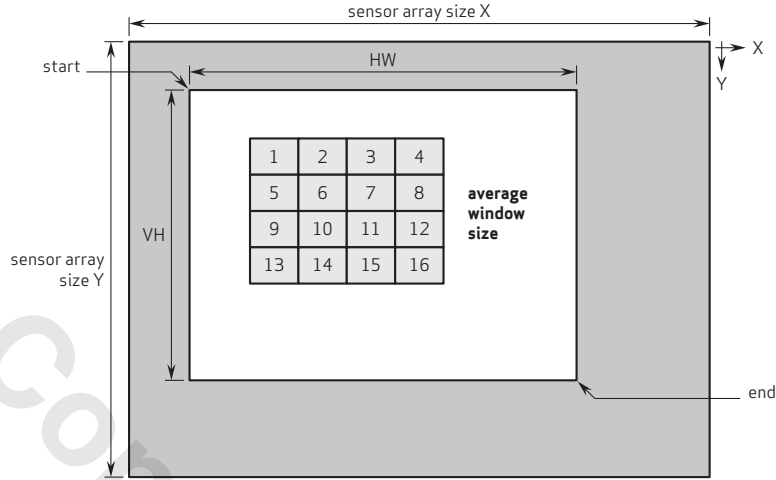 sensor array size X
X
Y
start
HW
1 2 3 4
5 6 7 8
9 10 11 12
13 14 15 16
average
window
size
VH
sensor array
size Y
end
Con